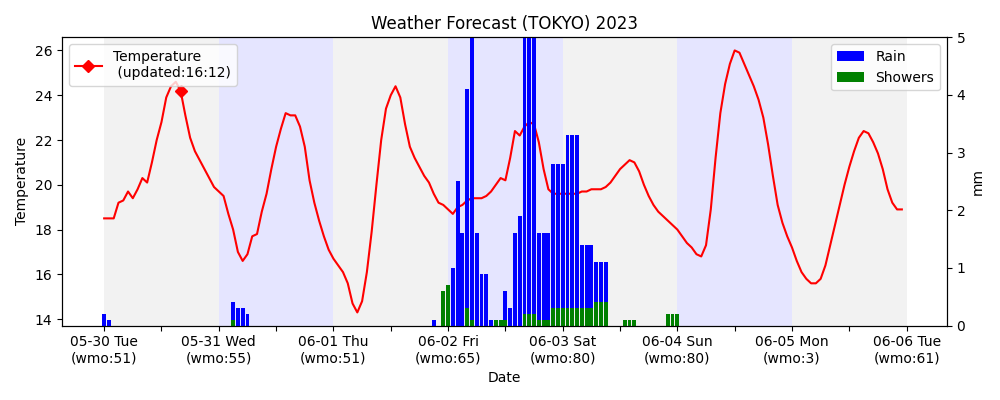 Weather Forecast (TOKYO) 2023
Temperature
(updated:16:12)
Rain
Showers
Temperature
26
24
22
20
18
16
14
5
4
3
2
1
0
mm
05-30 Tue
(wmo:51)
05-31 Wed
(wmo:55)
06-01 Thu
(wmo:51)
06-02 Fri
(wmo:65)
06-03 Sat
(wmo:80)
06-04 Sun
(wmo:80)
06-05 Mon
(wmo:3)
06-06 Tue
(wmo:61)
Date